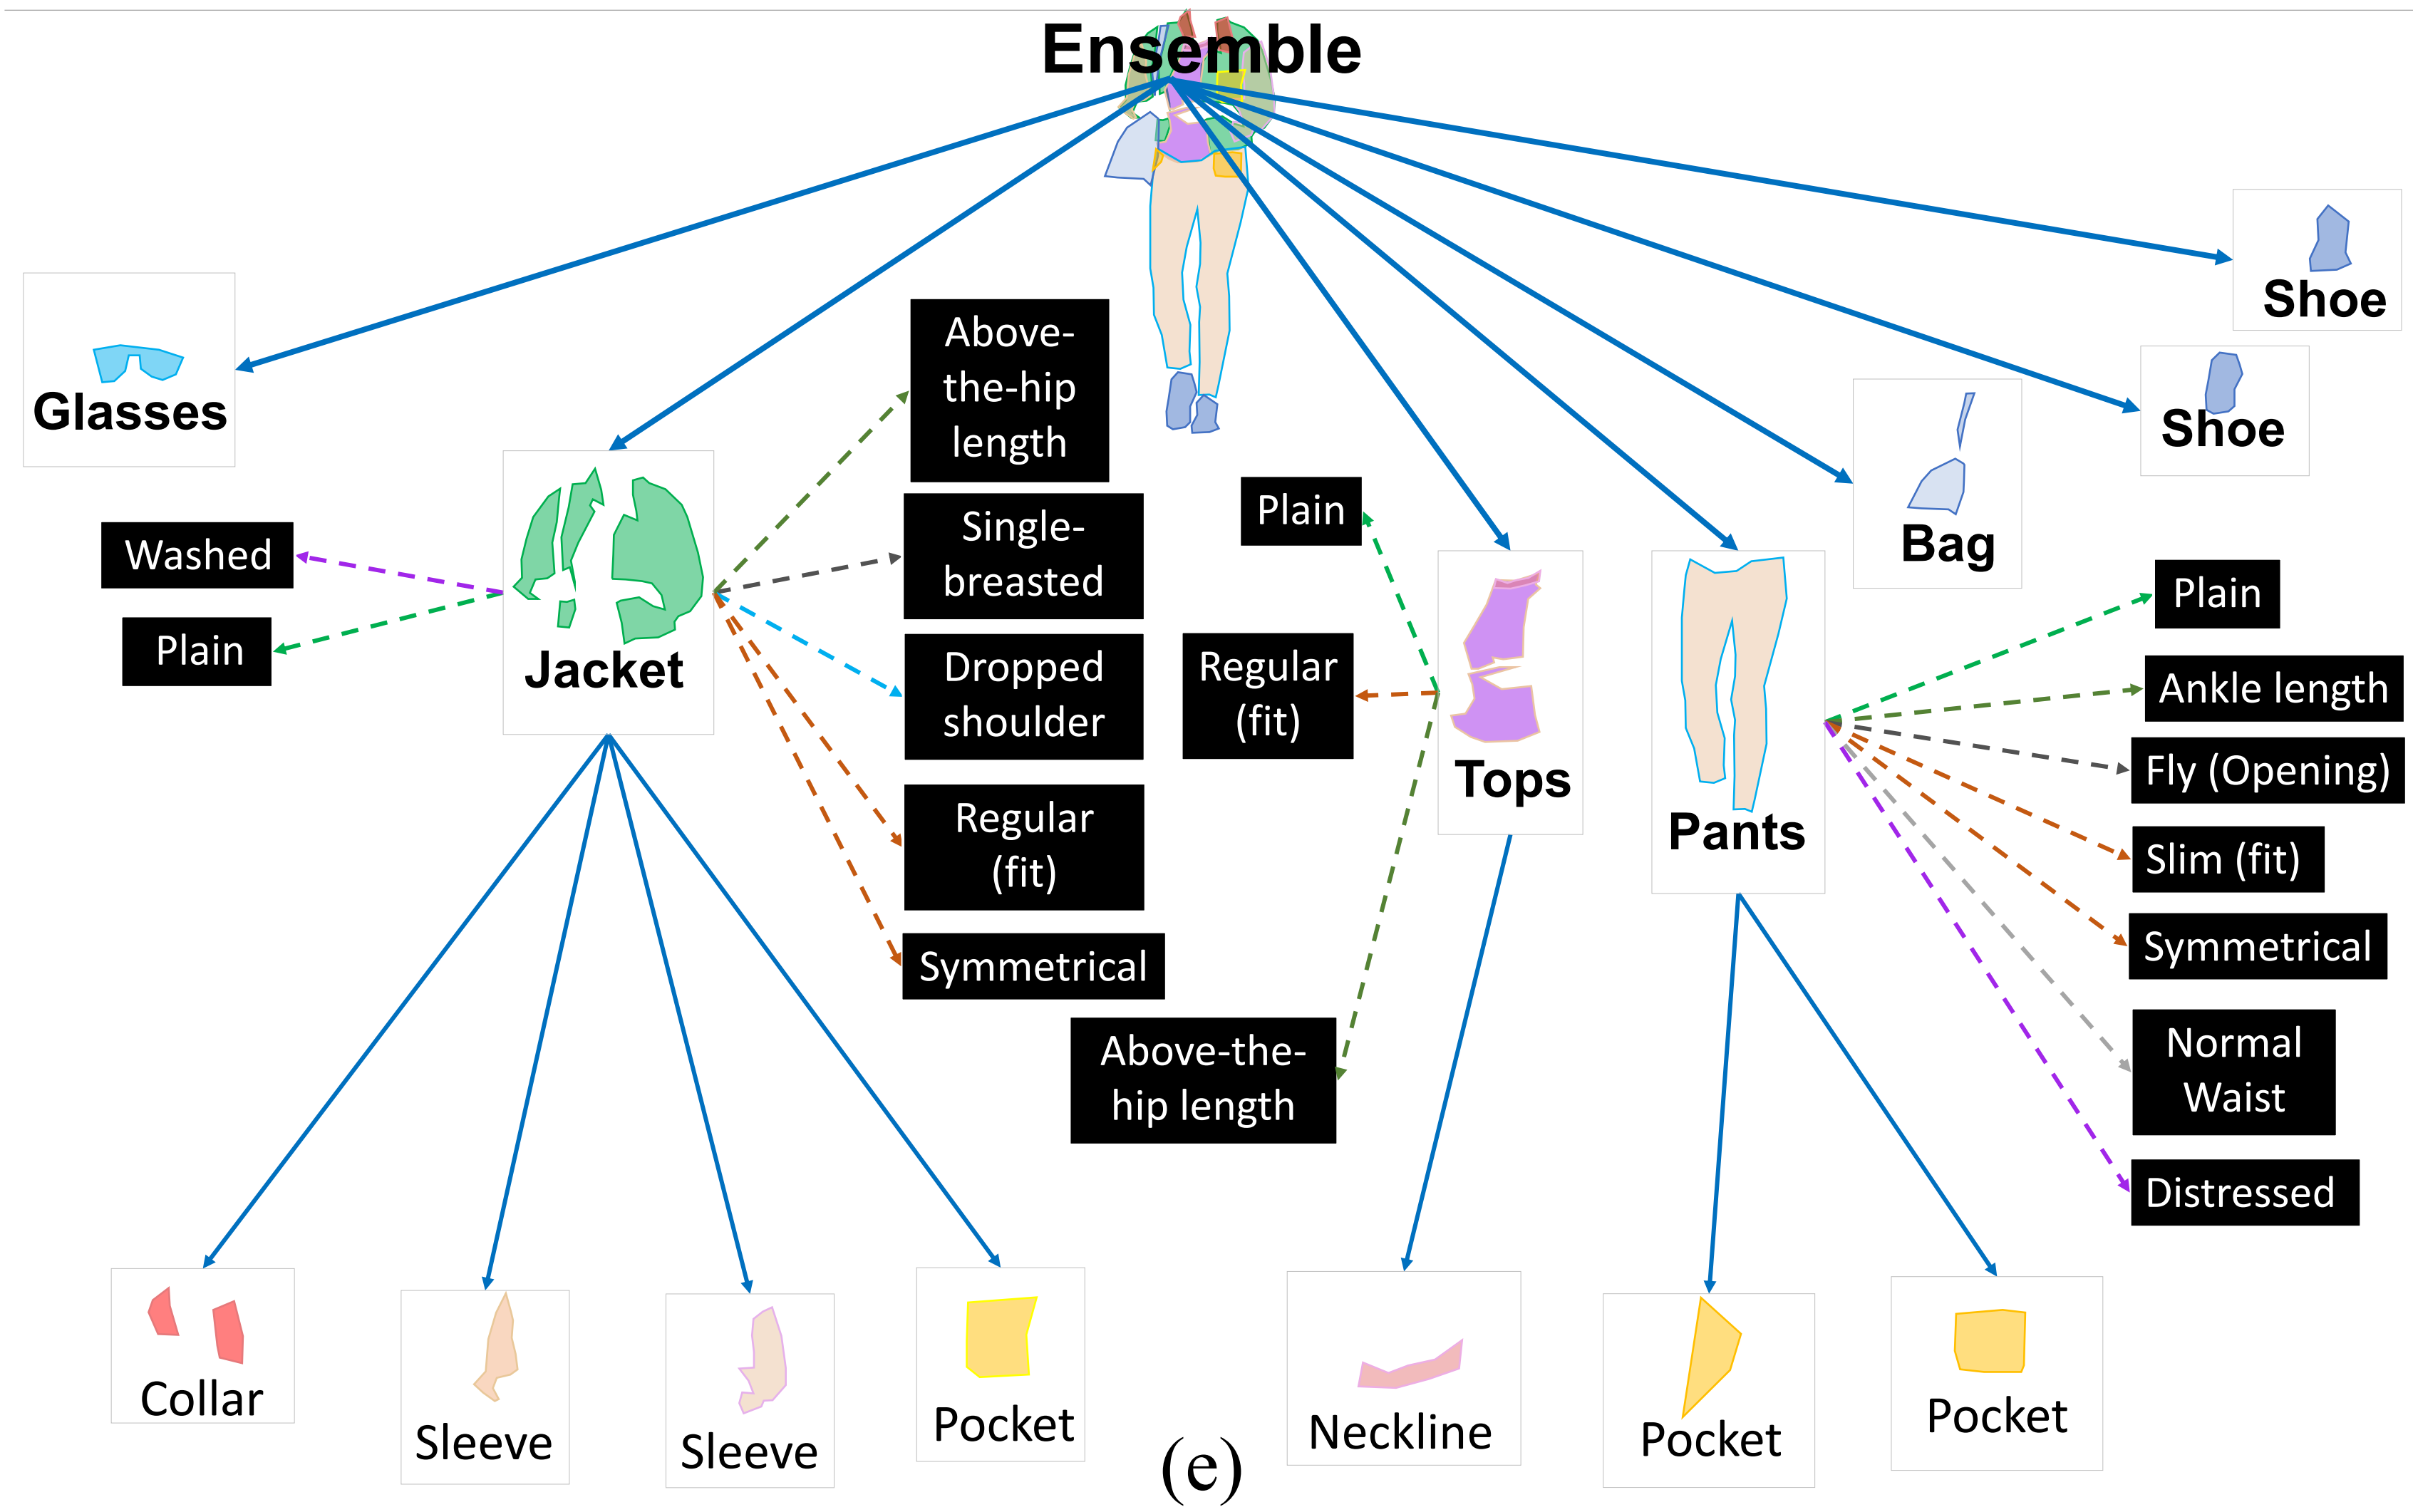 Ensemble
Shoe
Glasses
Above-
the-hip
length
Shoe
Washed
Single-
breasted
Plain
Bag
Plain
Plain
Jacket
Dropped
shoulder
Regular
(fit)
Tops
Pants
Ankle length
Fly (Opening)
Regular
(fit)
Slim (fit)
Symmetrical
Symmetrical
Above-the-
hip length
Normal
Waist
Distressed
Collar
Sleeve
Sleeve
Pocket
Neckline
Pocket
Pocket
(e)